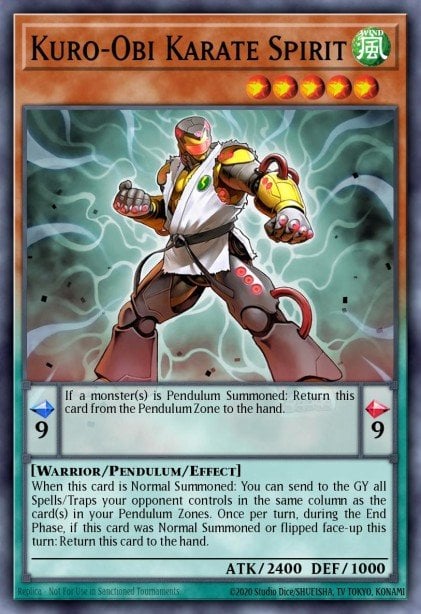 Kuro-Obi Karate Spirit
WIND
風
If a monster(s) is Pendulum Summoned: Return this
card from the Pendulum Zone to the hand.
9
9
[Warrior/Pendulum/Effect]
When this card is Normal Summoned: You can send to the GY all
Spells/Traps your opponent controls in the same column as
the card(s) in your Pendulum Zones. Once per turn, during the End
Phase, if this card was Normal Summoned or flipped face-up this
turn: Return this card to the hand.
ATK/2400 DEF/1000
Replica - Not For Use in Sanctioned Tournaments
©2020 Studio Dice/SHUEISHA, TV TOKYO, KONAMI